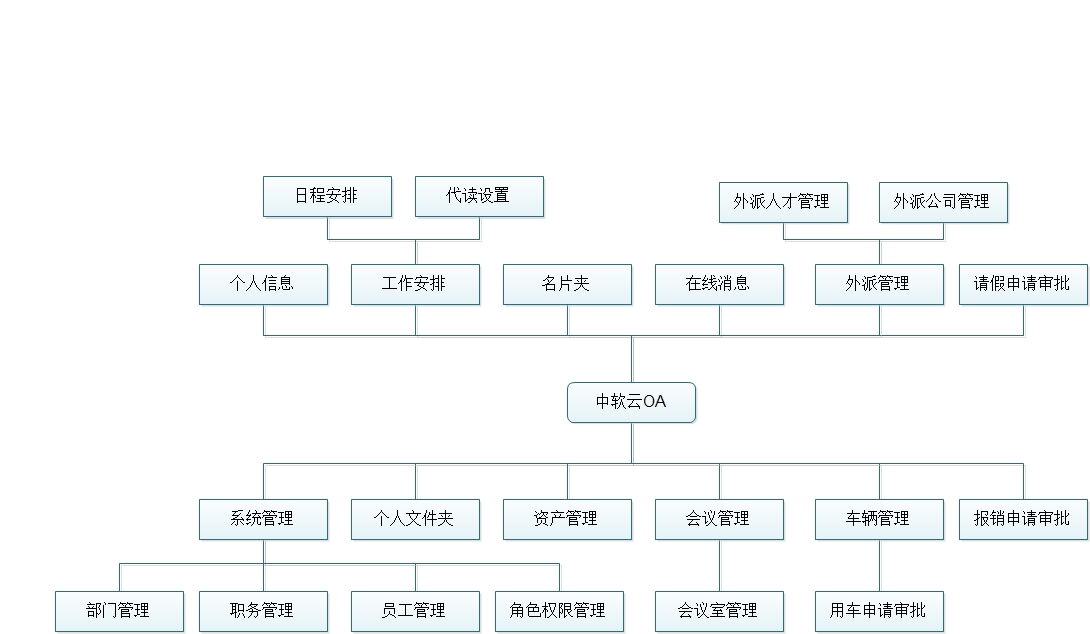 日程安排
代读设置
外派人才管理
外派公司管理
个人信息
工作安排
名片夹
在线消息
外派管理
请假申请审批
中软云OA
系统管理
个人文件夹
资产管理
会议管理
车辆管理
报销申请审批
部门管理
职务管理
员工管理
角色权限管理
会议室管理
用车申请审批